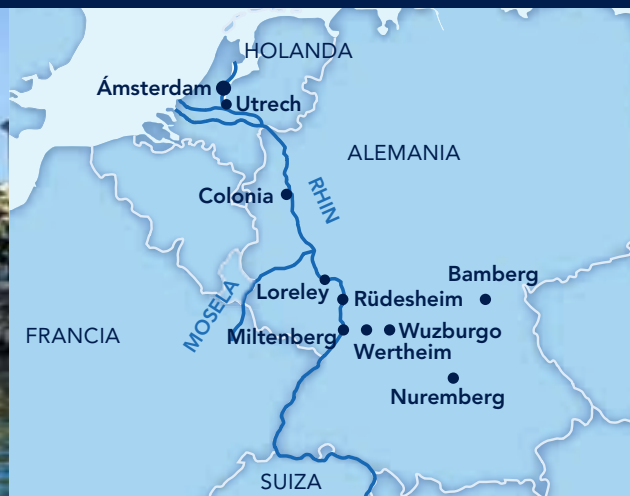 HOLANDA
Ámsterdam
Utrech
ALEMANIA
Colonia
RHIN
Bamberg
Loreley
Rüdesheim
MOSELA
FRANCIA
Miltenberg
Wuzburgo
Wertheim
Nuremberg
SUIZA